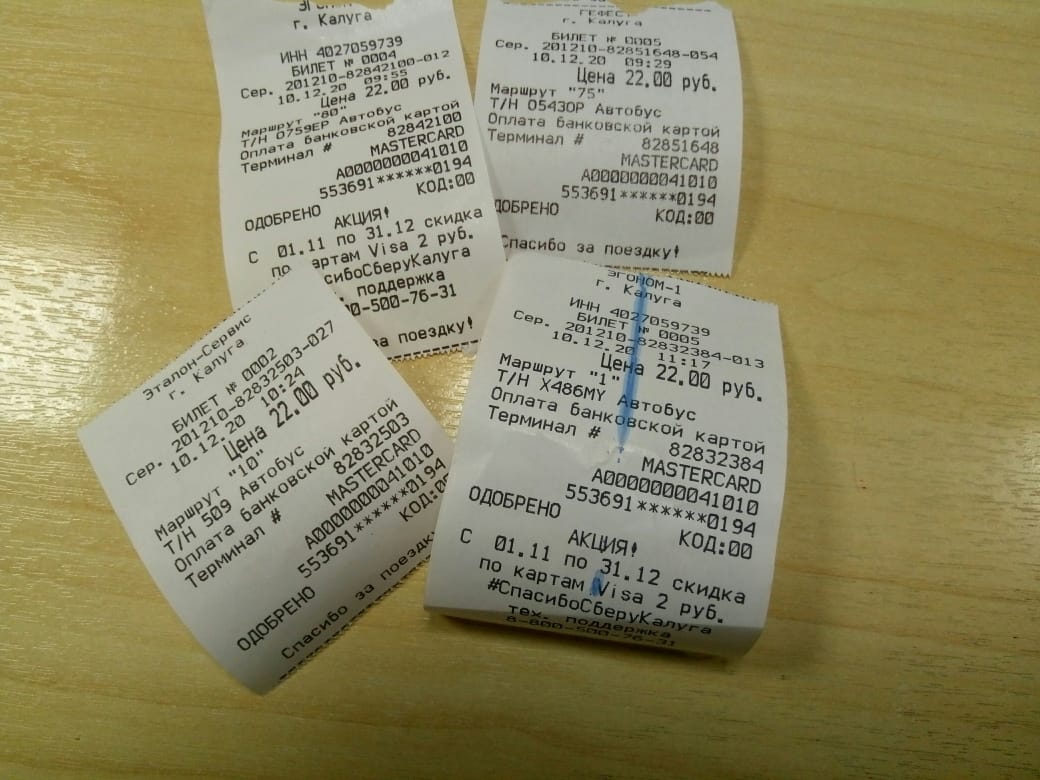 г. Калуга
ИНН 4027059739
БИЛЕТ № 0004
Сер. 201210-82842100-012
10.12.20 09:55
Цена 22.00 руб.
Маршрут "80"
Т/Н О759ЕР Автобус
Оплата банковской картой
Терминал # 82842100
MASTERCARD
A0000000041010
553691******0194
КОД:00
ОДОБРЕНО
АКЦИЯ!
С 01.11 по 31.12 скидка
по картам Visa 2 руб.
сибоСберуКалуга
поддержка
0-500-76-31
за поездку!
ГЕФЕСТ
г. Калуга
БИЛЕТ № 0005
Сер. 201210-82851648-054
10.12.20 09:29
Цена 22.00 руб.
Маршрут "75"
Т/Н О543ОР Автобус
Оплата банковской картой
Терминал # 82851648
MASTERCARD
A0000000041010
553691******0194
ОДОБРЕНО КОД:00
Спасибо за поездку!
Эталон-Сервис
г. Калуга
БИЛЕТ № 0002
Сер. 201210-82832503-027
10.12.20 10:24
Цена 22.00 руб.
Маршрут "10"
Т/Н 509 Автобус
Оплата банковской картой
Терминал # 82832503
MASTERCARD
A0000000041010
553691******0194
КОД:00
ОДОБРЕНО
Спасибо за поездку
ЭГОНОМ-1
г. Калуга
ИНН 4027059739
БИЛЕТ № 0005
Сер. 201210-82832384-013
10.12.20 11:17
Цена 22.00 руб.
Маршрут "1"
Т/Н Х486МУ Автобус
Оплата банковской картой
Терминал # 82832384
MASTERCARD
A0000000041010
553691******0194
ОДОБРЕНО КОД:00
АКЦИЯ!
С 01.11 по 31.12 скидка
по картам Visa 2 руб.
#СпасибоСберуКалуга
тех. поддержка
8-800-500-76-31